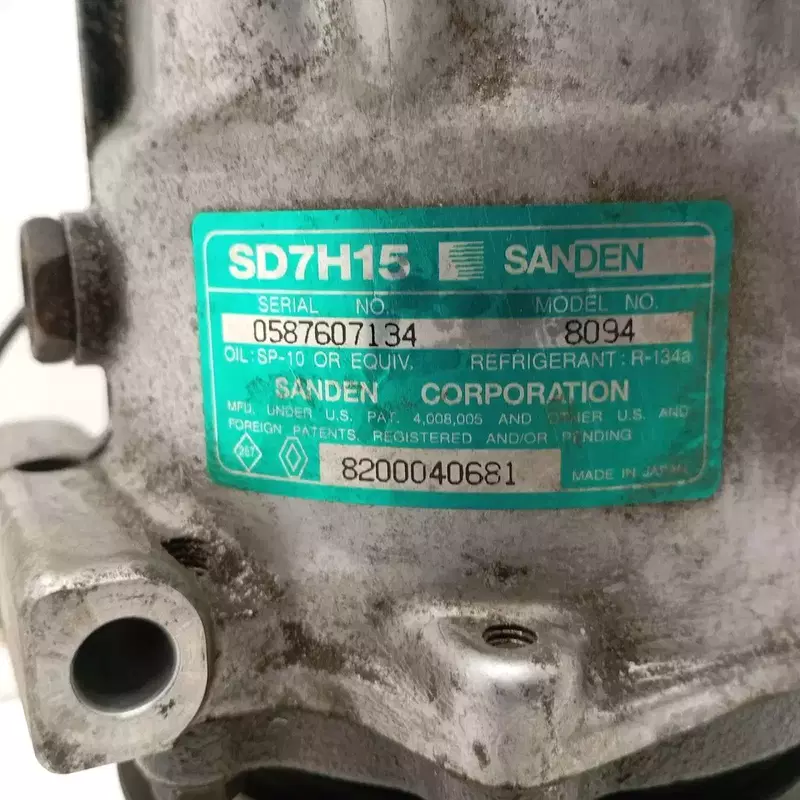 SD7H15 SANDEN
SERIAL NO. MODEL NO.
0587607134 8094
OIL: SP-10 OR EQUIV. REFRIGERANT: R-134a
SANDEN CORPORATION
MFD. UNDER U.S. PAT. 4,008,005 AND OTHER U.S. AND
FOREIGN PATENTS, REGISTERED AND/OR PENDING
267 8200040681 MADE IN JAPAN